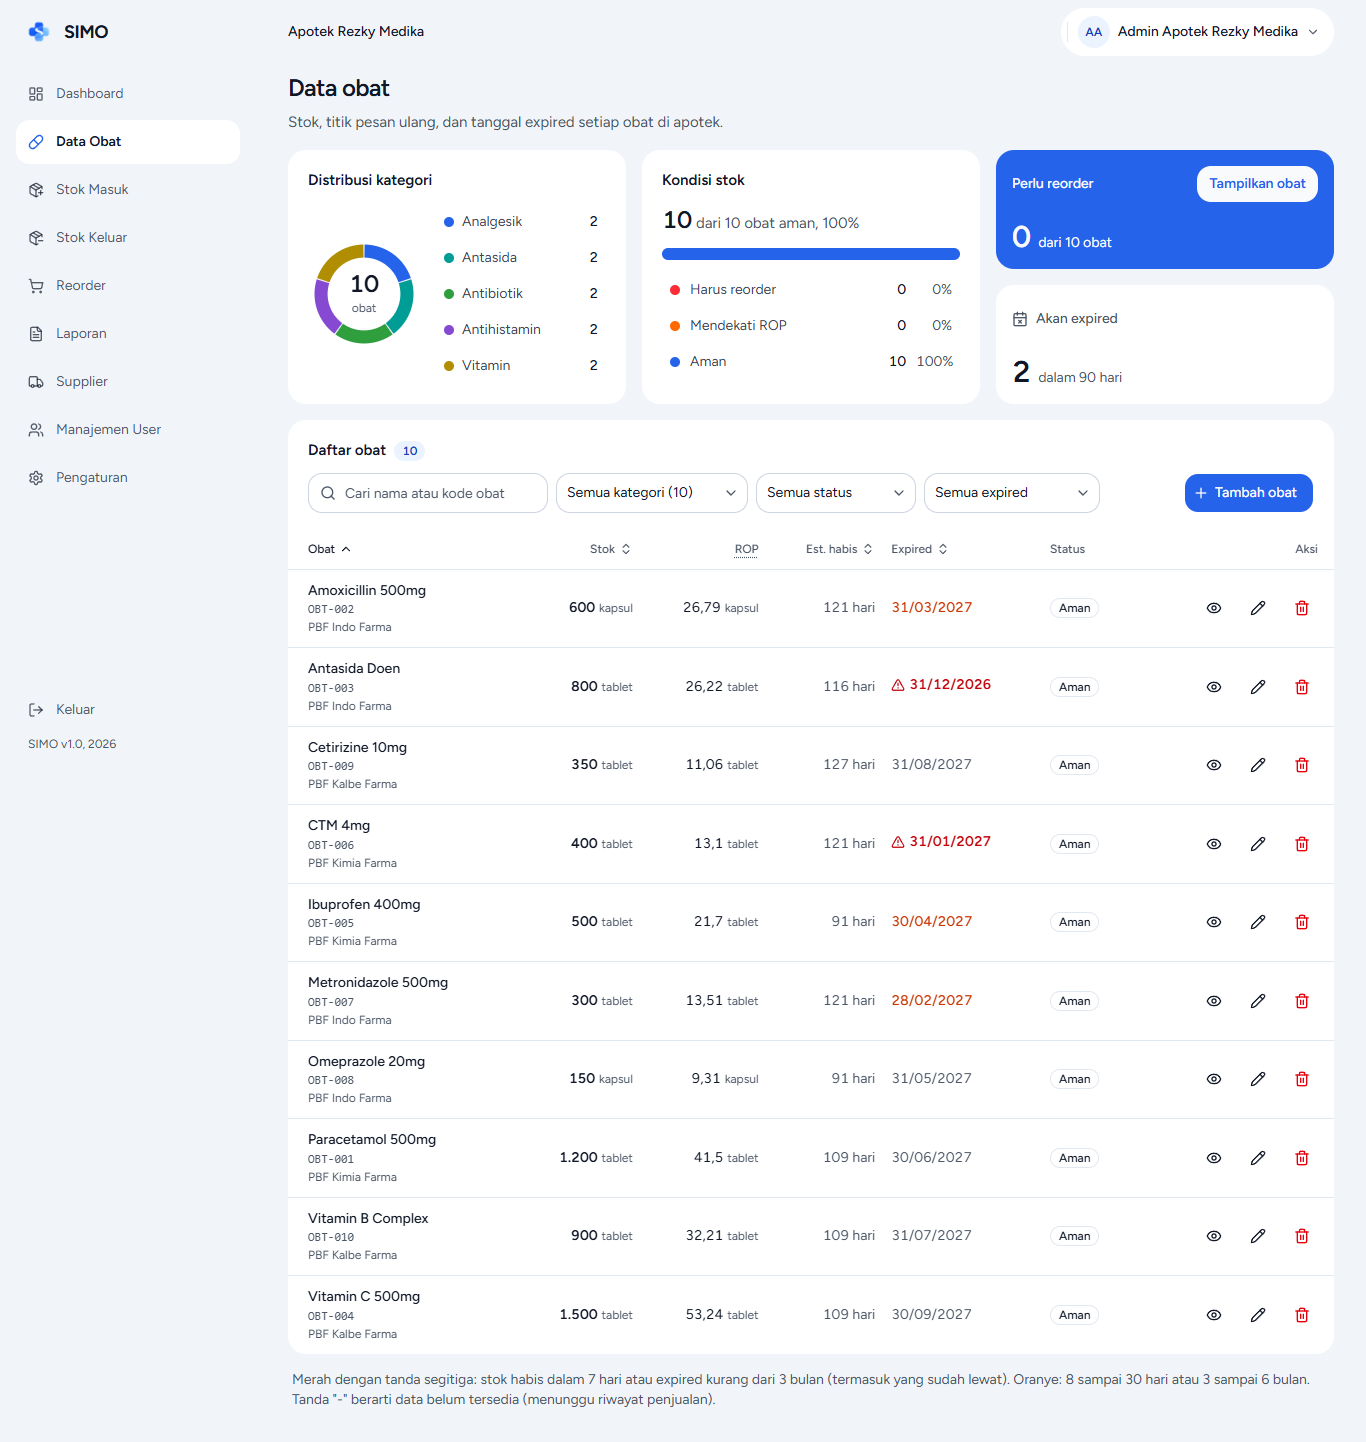 SIMO
Apotek Rezky Medika
AA Admin Apotek Rezky Medika
Dashboard
Data Obat
Stok Masuk
Stok Keluar
Reorder
Laporan
Supplier
Manajemen User
Pengaturan
Keluar
SIMO v1.0, 2026
Data obat
Stok, titik pesan ulang, dan tanggal expired setiap obat di apotek.
Distribusi kategori
10
obat
Analgesik 2
Antasida 2
Antibiotik 2
Antihistamin 2
Vitamin 2
Kondisi stok
10 dari 10 obat aman, 100%
Harus reorder 0 0%
Mendekati ROP 0 0%
Aman 10 100%
Perlu reorder
Tampilkan obat
0 dari 10 obat
Akan expired
2 dalam 90 hari
Daftar obat 10
Cari nama atau kode obat
Semua kategori (10)
Semua status
Semua expired
Tambah obat
Obat Stok ROP Est. habis Expired Status Aksi
Amoxicillin 500mg
OBT-002
PBF Indo Farma
600 kapsul 26,79 kapsul 121 hari 31/03/2027 Aman
Antasida Doen
OBT-003
PBF Indo Farma
800 tablet 26,22 tablet 116 hari 31/12/2026 Aman
Cetirizine 10mg
OBT-009
PBF Kalbe Farma
350 tablet 11,06 tablet 127 hari 31/08/2027 Aman
CTM 4mg
OBT-006
PBF Kimia Farma
400 tablet 13,1 tablet 121 hari 31/01/2027 Aman
Ibuprofen 400mg
OBT-005
PBF Kimia Farma
500 tablet 21,7 tablet 91 hari 30/04/2027 Aman
Metronidazole 500mg
OBT-007
PBF Indo Farma
300 tablet 13,51 tablet 121 hari 28/02/2027 Aman
Omeprazole 20mg
OBT-008
PBF Indo Farma
150 kapsul 9,31 kapsul 91 hari 31/05/2027 Aman
Paracetamol 500mg
OBT-001
PBF Kimia Farma
1.200 tablet 41,5 tablet 109 hari 30/06/2027 Aman
Vitamin B Complex
OBT-010
PBF Kalbe Farma
900 tablet 32,21 tablet 109 hari 31/07/2027 Aman
Vitamin C 500mg
OBT-004
PBF Kalbe Farma
1.500 tablet 53,24 tablet 109 hari 30/09/2027 Aman
Merah dengan tanda segitiga: stok habis dalam 7 hari atau expired kurang dari 3 bulan (termasuk yang sudah lewat). Oranye: 8 sampai 30 hari atau 3 sampai 6 bulan.
Tanda "-" berarti data belum tersedia (menunggu riwayat penjualan).